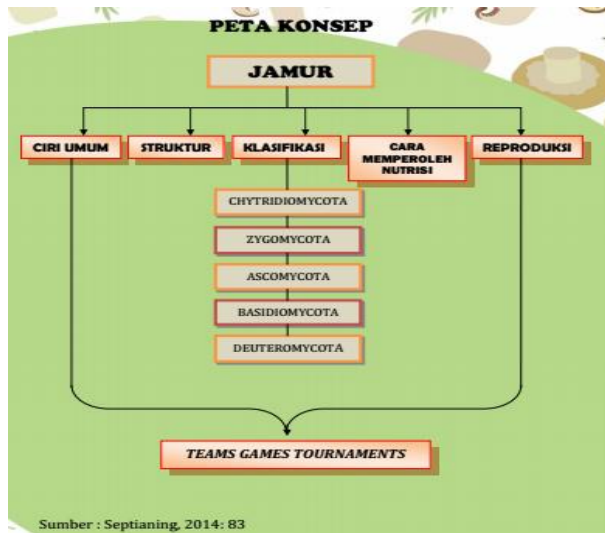 PETA KONSEP
JAMUR
CIRI UMUM
STRUKTUR
KLASIFIKASI
CARA
MEMPEROLEH
NUTRISI
REPRODUKSI
CHYTRIDIOMYCOTA
ZYGOMYCOTA
ASCOMYCOTA
BASIDIOMYCOTA
DEUTEROMYCOTA
TEAMS GAMES TOURNAMENTS
Sumber : Septianing, 2014: 83